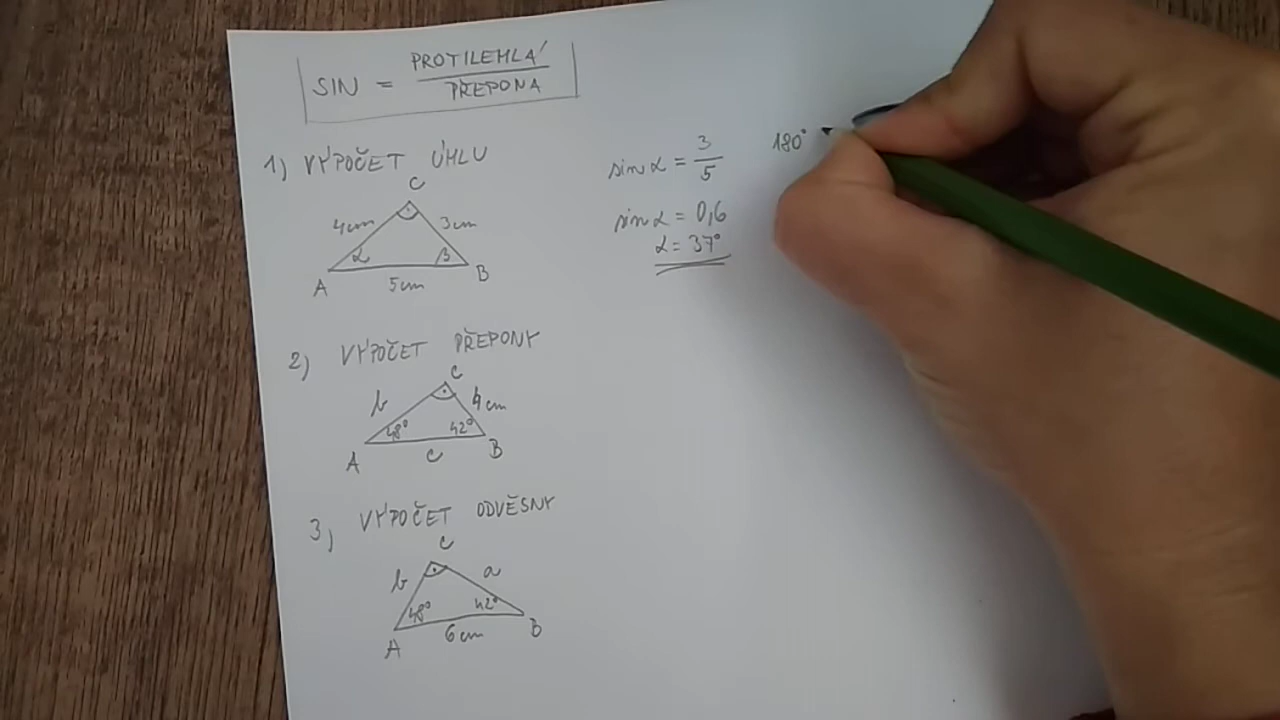 SIN = PROTILEHLÁ
PŘEPONA
1) VÝPOČET ÚHLU
C
4cm
3cm
α
β
A
B
5cm
sin α = 3/5
sin α = 0,6
α = 37°
180°
2) VÝPOČET PŘEPONY
C
b
4cm
48°
42°
A
c
B
3) VÝPOČET ODVĚSNY
C
b
a
48°
42°
A
6cm
B